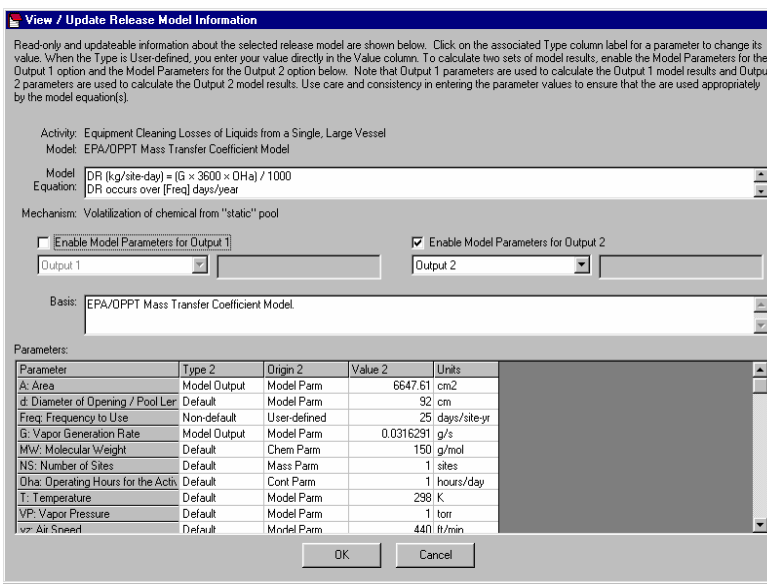 View / Update Release Model Information
Read-only and updateable information about the selected release model are shown below. Click on the associated Type column label for a parameter to change its
value. When the Type is User-defined, you enter your value directly in the Value column. To calculate two sets of model results, enable the Model Parameters for the
Output 1 option and the Model Parameters for the Output 2 option below. Note that Output 1 parameters are used to calculate the Output 1 model results and Outpu
2 parameters are used to calculate the Output 2 model results. Use care and consistency in entering the parameter values to ensure that the are used appropriately
by the model equation(s).
Activity: Equipment Cleaning Losses of Liquids from a Single, Large Vessel
Model: EPA/OPPT Mass Transfer Coefficient Model
Model Equation: DR (kg/site-day) = (G × 3600 × OHa) / 1000
DR occurs over [Freq] days/year
Mechanism: Volatilization of chemical from "static" pool
Enable Model Parameters for Output 1 Enable Model Parameters for Output 2
Output 1 Output 2
Basis: EPA/OPPT Mass Transfer Coefficient Model.
Parameters:
Parameter Type 2 Origin 2 Value 2 Units
A: Area Model Output Model Parm 6647.61 cm2
d: Diameter of Opening / Pool Ler Default Model Parm 92 cm
Freq: Frequency to Use Non-default User-defined 25 days/site-yr
G: Vapor Generation Rate Model Output Model Parm 0.0316291 g/s
MW: Molecular Weight Default Chem Parm 150 g/mol
NS: Number of Sites Default Mass Parm 1 sites
Oha: Operating Hours for the Activ Default Cont Parm 1 hours/day
T: Temperature Default Model Parm 298 K
VP: Vapor Pressure Default Model Parm 1 torr
vz: Air Speed Default Model Parm 440 ft/min
OK Cancel